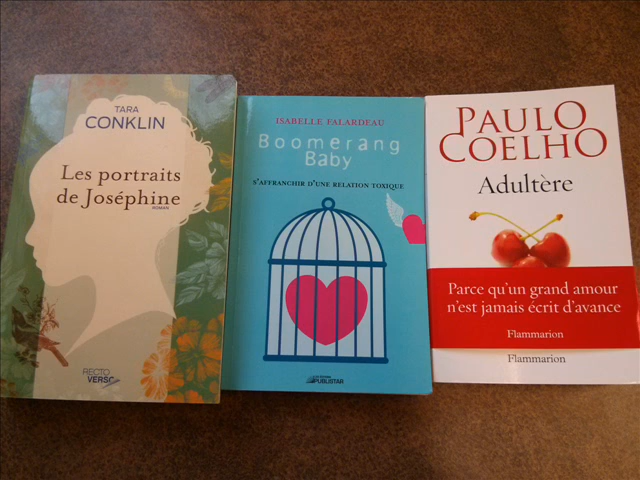 TARA
CONKLIN
Les portraits
de Joséphine
ROMAN
RECTO
VERSO
ISABELLE FALARDEAU
Boomerang
Baby
S'AFFRANCHIR D'UNE RELATION TOXIQUE
PUBLISTAR
PAULO
COELHO
Adultère
Parce qu'un grand amour
n'est jamais écrit d'avance
Flammarion
Flammarion